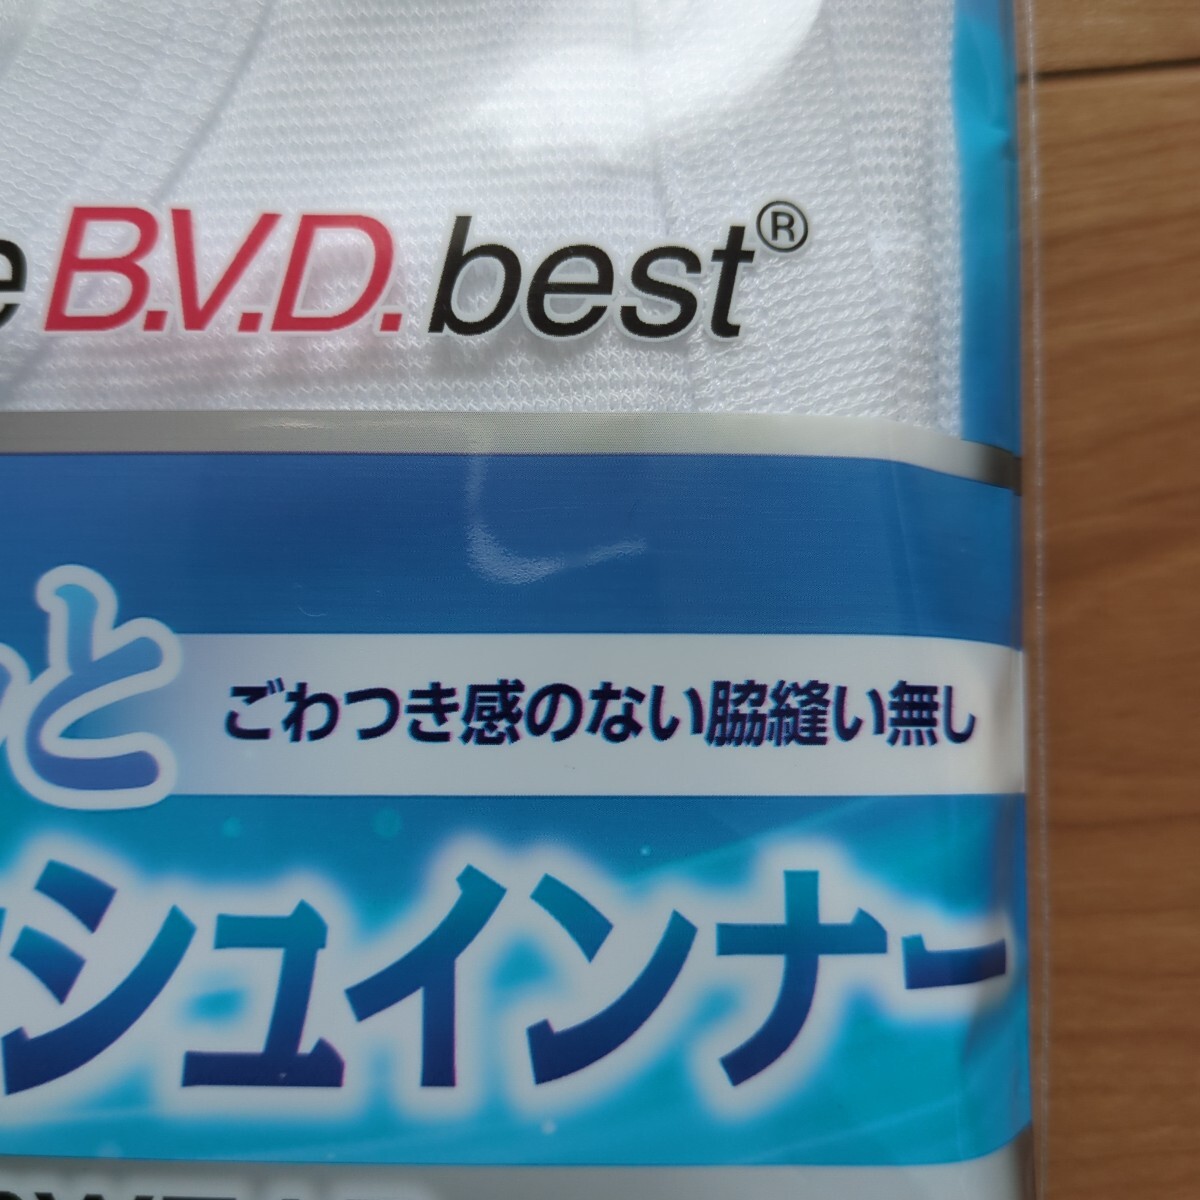 B.V.D. best®
と
ごわつき感のない脇縫い無し
シュインナー